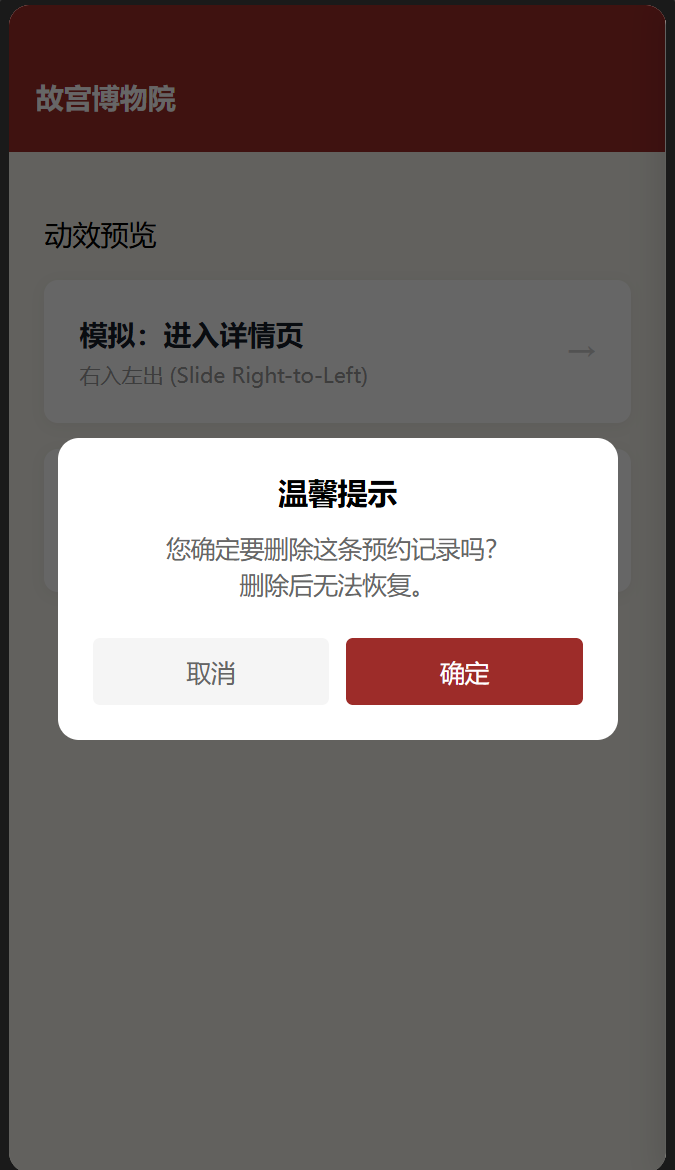 故宫博物院
动效预览
模拟：进入详情页
右入左出 (Slide Right-to-Left)
→
温馨提示
您确定要删除这条预约记录吗？
删除后无法恢复。
取消
确定